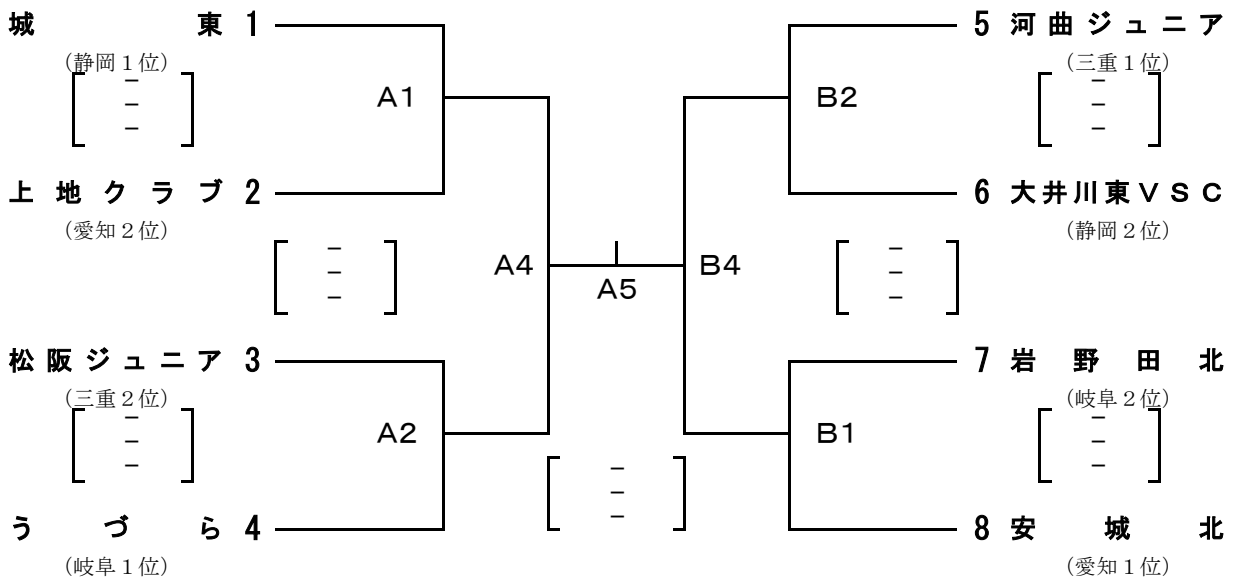 城東 1
(静岡1位)
－
－
－
A1
上地クラブ 2
(愛知2位)
－
－
－
A4
松阪ジュニア 3
(三重2位)
－
－
－
A2
うづら 4
(岐阜1位)
A5
－
－
－
5 河曲ジュニア
(三重1位)
－
－
－
B2
6 大井川東VSC
(静岡2位)
－
－
－
B4
7 岩野田北
(岐阜2位)
－
－
－
B1
8 安城北
(愛知1位)